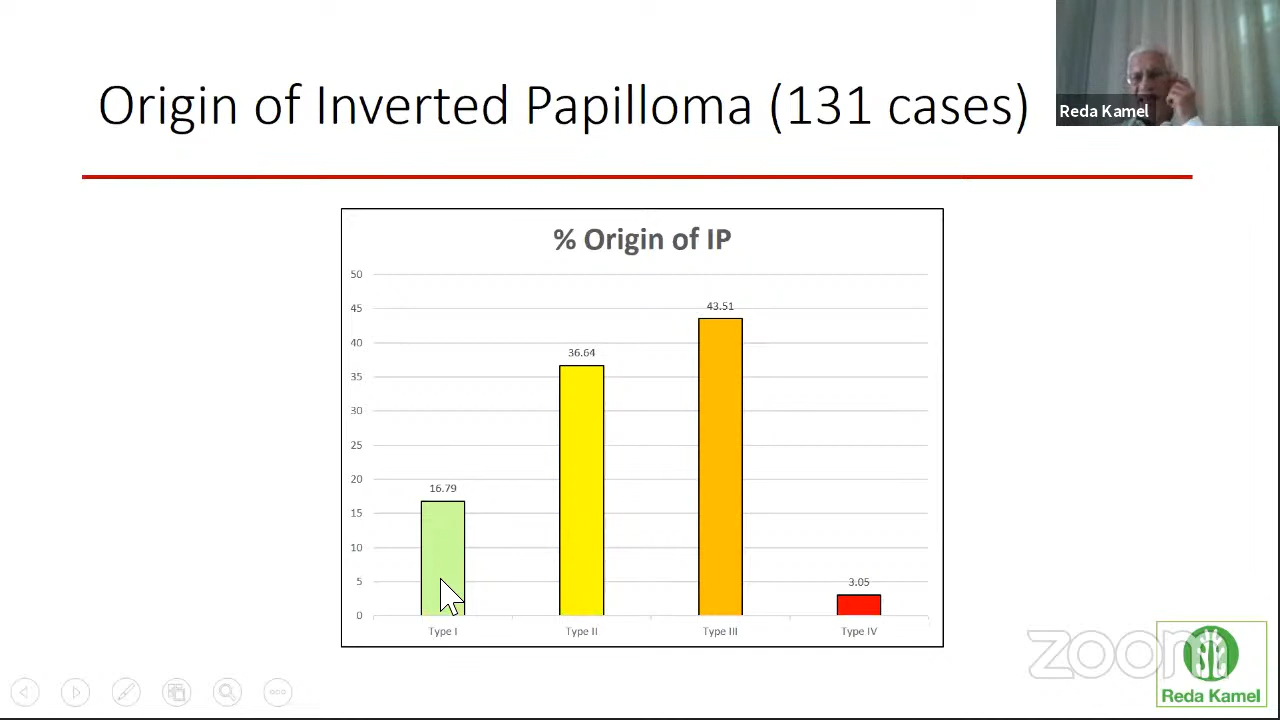 Origin of Inverted Papilloma (131 cases)
Reda Kamel
% Origin of IP
50
45
40
35
30
25
20
15
10
5
0
16.79
36.64
43.51
3.05
Type I
Type II
Type III
Type IV
zoom
Reda Kamel